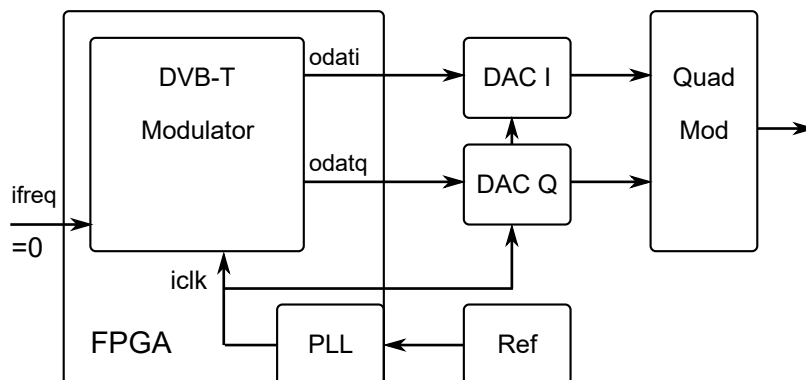 DVB-T
Modulator
odati
DAC I
Quad
Mod
odatq
DAC Q
ifreq
=0
iclk
FPGA
PLL
Ref